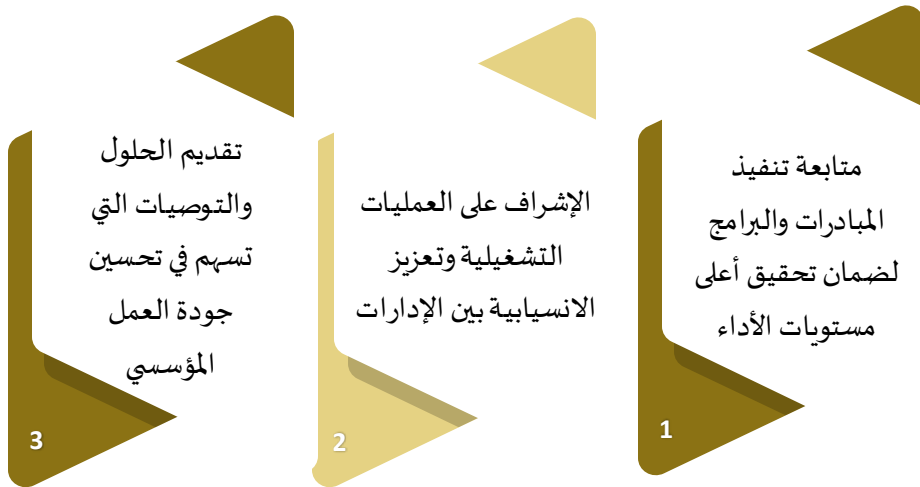 متابعة تنفيذ
المبادرات والبرامج
لضمان تحقيق أعلى
مستويات الأداء
1
الإشراف على العمليات
التشغيلية وتعزيز
الانسيابية بين الإدارات
2
تقديم الحلول
والتوصيات التي
تسهم في تحسين
جودة العمل
المؤسسي
3